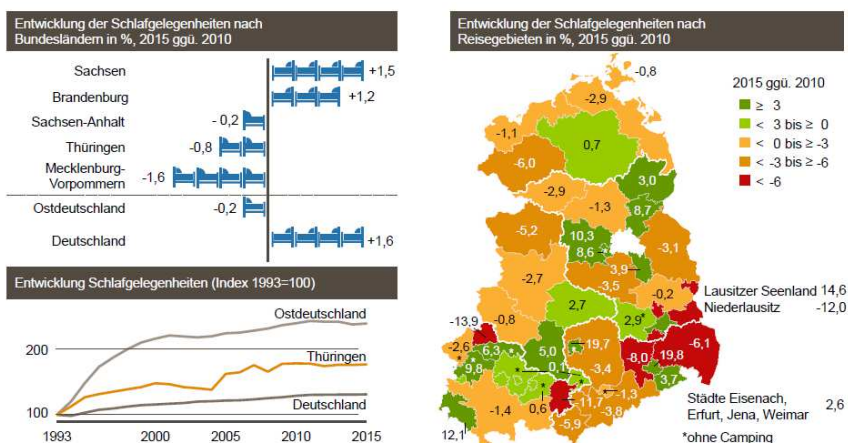 Entwicklung der Schlafgelegenheiten nach
Bundesländern in %, 2015 ggü. 2010
Sachsen +1,5
Brandenburg +1,2
Sachsen-Anhalt - 0,2
Thüringen -0,8
Mecklenburg-
Vorpommern -1,6
Ostdeutschland -0,2
Deutschland +1,6
Entwicklung Schlafgelegenheiten (Index 1993=100)
Ostdeutschland
200
Thüringen
Deutschland
100
1993 2000 2005 2010 2015
Entwicklung der Schlafgelegenheiten nach
Reisegebieten in %, 2015 ggü. 2010
2015 ggü. 2010
≥ 3
< 3 bis ≥ 0
< 0 bis ≥ -3
< -3 bis ≥ -6
< -6
-0,8
-2,9
-1,1
0,7
-6,0
3,0
-2,9
-1,3
8,7
-5,2
10,3
8,6 *
-3,1
3,9
-3,5
-2,7
-0,2
2,7
2,9*
Lausitzer Seenland 14,6
Niederlausitz -12,0
-0,8
-13,9
-2,6
6,3 *
5,0
*19,7
-8,0
19,8
-6,1
9,8
0,1
-3,4
3,7
-1,4
0,6
-11,7
-1,3
-3,8
-5,9
12,1
Städte Eisenach,
Erfurt, Jena, Weimar 2,6
*ohne Camping